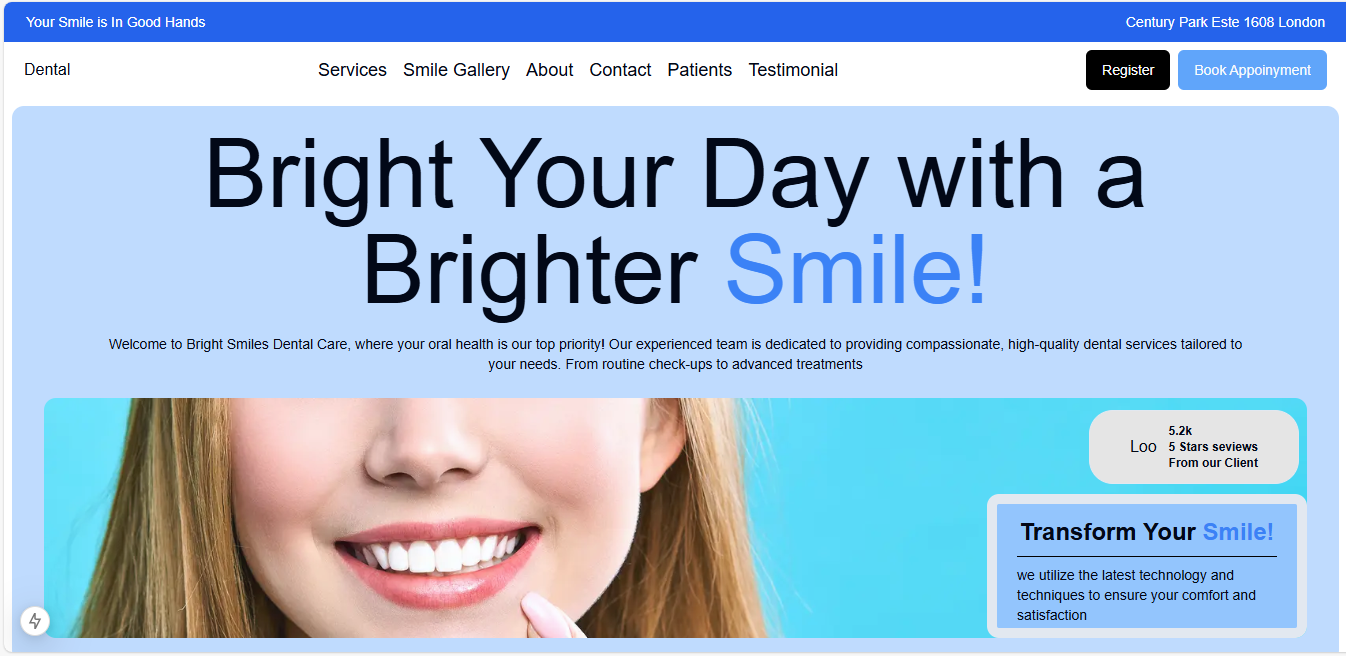 Your Smile is In Good Hands
Century Park Este 1608 London
Dental
Services
Smile Gallery
About
Contact
Patients
Testimonial
Register
Book Appoinyment
Bright Your Day with a
Brighter Smile!
Welcome to Bright Smiles Dental Care, where your oral health is our top priority! Our experienced team is dedicated to providing compassionate, high-quality dental services tailored to
your needs. From routine check-ups to advanced treatments
Loo
5.2k
5 Stars seviews
From our Client
Transform Your Smile!
we utilize the latest technology and
techniques to ensure your comfort and
satisfaction